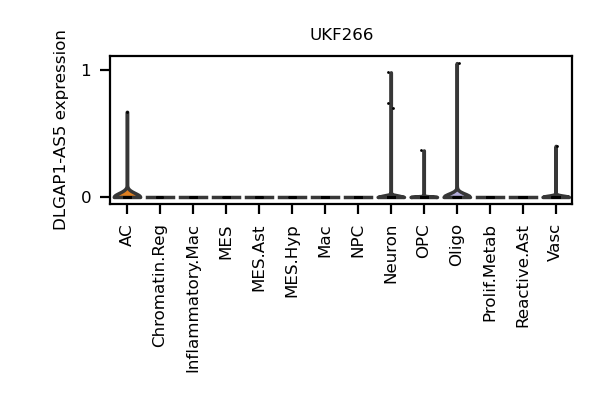 UKF266
DLGAP1-AS5 expression
1
0
AC
Chromatin.Reg
Inflammatory.Mac
MES
MES.Ast
MES.Hyp
Mac
NPC
Neuron
OPC
Oligo
Prolif.Metab
Reactive.Ast
Vasc